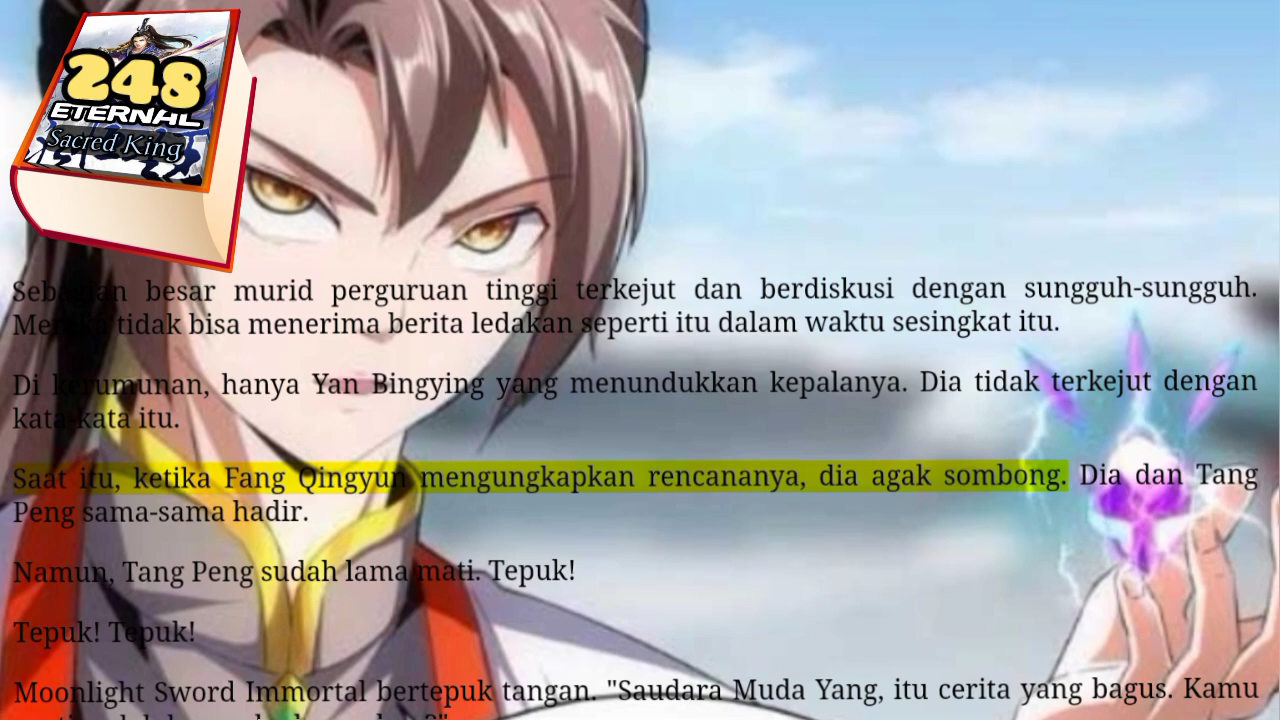 248
ETERNAL
Sacred King
Sebagian besar murid perguruan tinggi terkejut dan berdiskusi dengan sungguh-sungguh.
Mereka tidak bisa menerima berita ledakan seperti itu dalam waktu sesingkat itu.
Di kerumunan, hanya Yan Bingying yang menundukkan kepalanya. Dia tidak terkejut dengan
kata-kata itu.
Saat itu, ketika Fang Qingyun mengungkapkan rencananya, dia agak sombong. Dia dan Tang
Peng sama-sama hadir.
Namun, Tang Peng sudah lama mati. Tepuk!
Tepuk! Tepuk!
Moonlight Sword Immortal bertepuk tangan. "Saudara Muda Yang, itu cerita yang bagus. Kamu